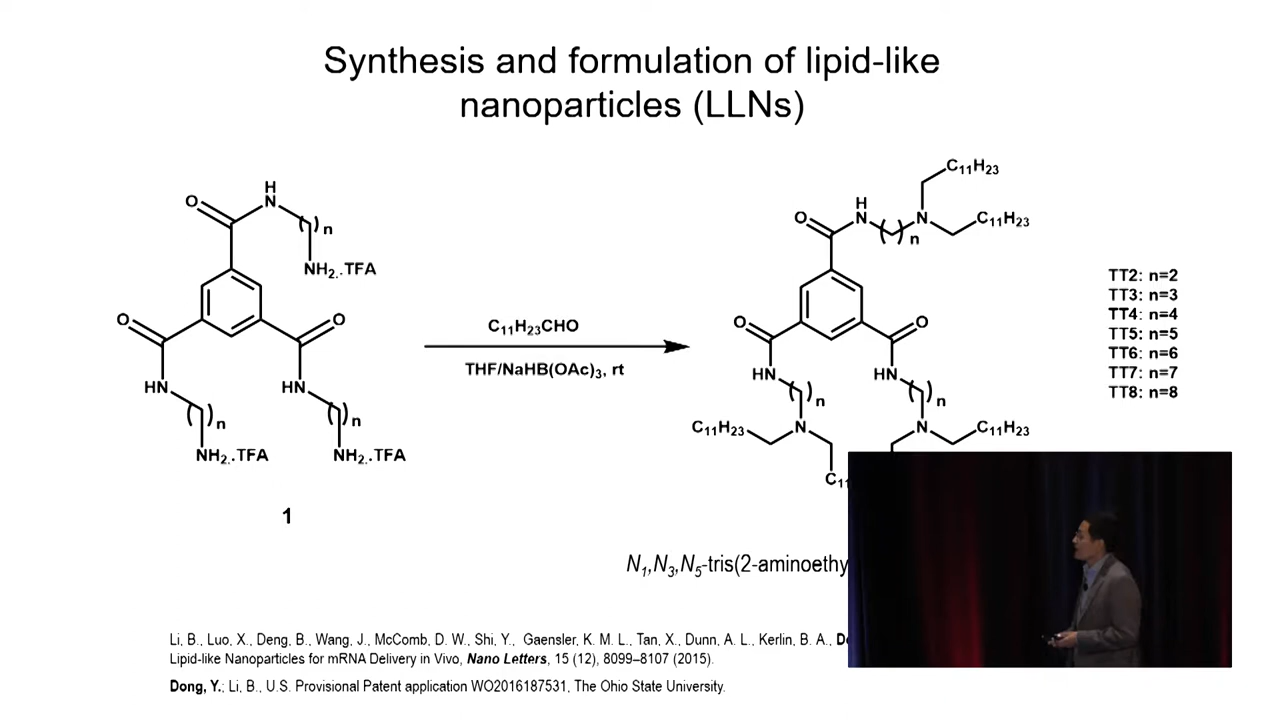 Synthesis and formulation of lipid-like
nanoparticles (LLNs)
O
H
N
( ) n
NH2..TFA
O
HN
( ) n
NH2..TFA
O
HN
( ) n
NH2..TFA
1
C11H23CHO
THF/NaHB(OAc)3, rt
C11H23
O
H
N
( ) n
N
C11H23
O
HN
( ) n
N
C11H23
C11
O
HN
( ) n
N
C11H23
TT2: n=2
TT3: n=3
TT4: n=4
TT5: n=5
TT6: n=6
TT7: n=7
TT8: n=8
N1,N3,N5-tris(2-aminoethy
Li, B., Luo, X., Deng, B., Wang, J., McComb, D. W., Shi, Y., Gaensler, K. M. L., Tan, X., Dunn, A. L., Kerlin, B. A., Do
Lipid-like Nanoparticles for mRNA Delivery in Vivo, Nano Letters, 15 (12), 8099–8107 (2015).
Dong, Y.; Li, B., U.S. Provisional Patent application WO2016187531, The Ohio State University.